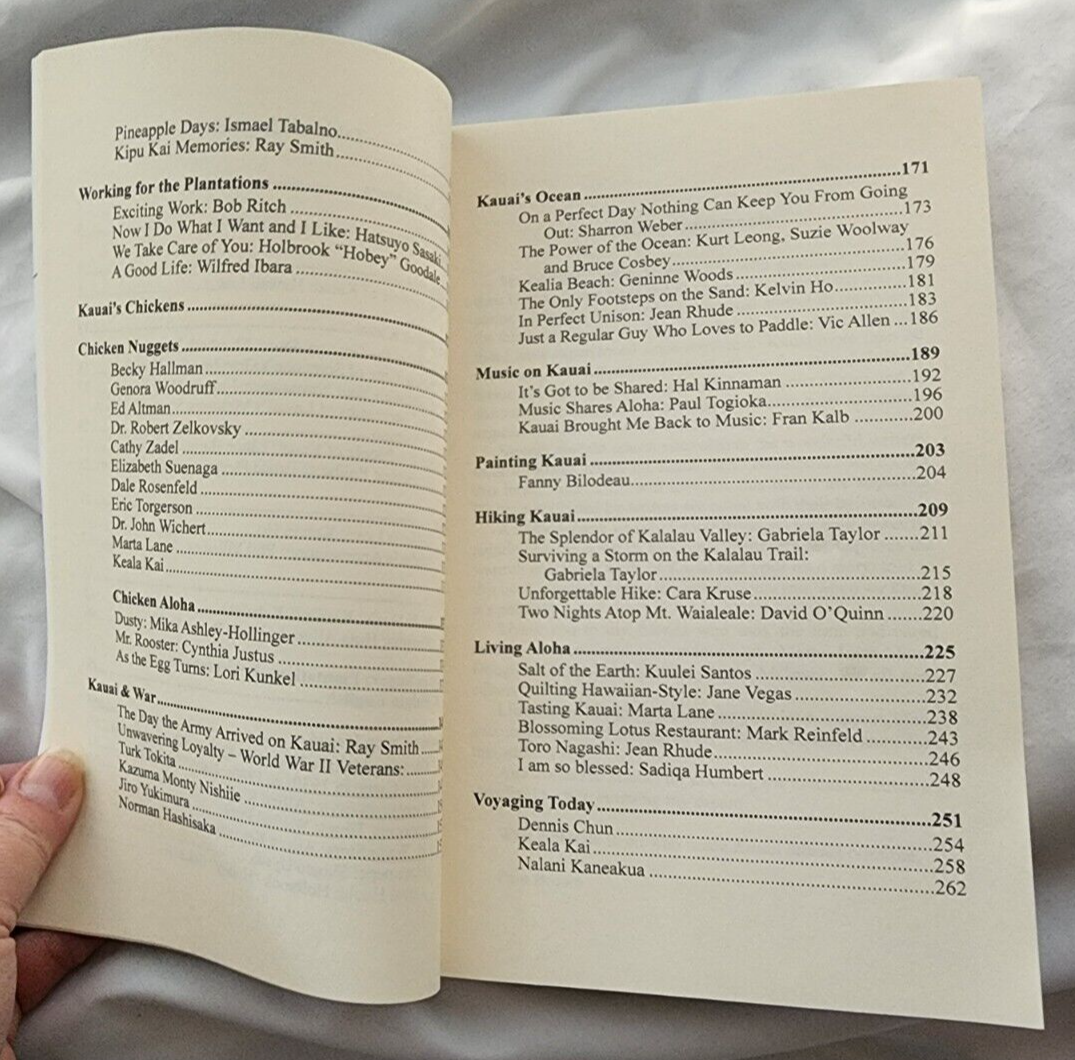 Pineapple Days: Ismael Tabalno
Kipu Kai Memories: Ray Smith
Working for the Plantations
Exciting Work: Bob Ritch
Now I Do What I Want and I Like: Hatsuyo Sasaki
We Take Care of You: Holbrook “Hobey” Goodale
A Good Life: Wilfred Ibara
Kauai's Chickens
Chicken Nuggets
Becky Hallman
Genora Woodruff
Ed Altman
Dr. Robert Zelkovsky
Cathy Zadel
Elizabeth Suenaga
Dale Rosenfeld
Eric Torgerson
Dr. John Wichert
Marta Lane
Keala Kai
Chicken Aloha
Dusty: Mika Ashley-Hollinger
Mr. Rooster: Cynthia Justus
As the Egg Turns: Lori Kunkel
Kauai & War
The Day the Army Arrived on Kauai: Ray Smith
Unwavering Loyalty – World War II Veterans:
Turk Tokita
Kazuma Monty Nishiie
Jiro Yukimura
Norman Hashisaka
Kauai's Ocean 171
On a Perfect Day Nothing Can Keep You From Going
Out: Sharron Weber 173
The Power of the Ocean: Kurt Leong, Suzie Woolway
and Bruce Cosbey 176
Kealia Beach: Geninne Woods 179
The Only Footsteps on the Sand: Kelvin Ho 181
In Perfect Unison: Jean Rhude 183
Just a Regular Guy Who Loves to Paddle: Vic Allen ...186
Music on Kauai 189
It's Got to be Shared: Hal Kinnaman 192
Music Shares Aloha: Paul Togioka 196
Kauai Brought Me Back to Music: Fran Kalb 200
Painting Kauai 203
Fanny Bilodeau 204
Hiking Kauai 209
The Splendor of Kalalau Valley: Gabriela Taylor 211
Surviving a Storm on the Kalalau Trail:
Gabriela Taylor 215
Unforgettable Hike: Cara Kruse 218
Two Nights Atop Mt. Waialeale: David O'Quinn 220
Living Aloha 225
Salt of the Earth: Kuulei Santos 227
Quilting Hawaiian-Style: Jane Vegas 232
Tasting Kauai: Marta Lane 238
Blossoming Lotus Restaurant: Mark Reinfeld 243
Toro Nagashi: Jean Rhude 246
I am so blessed: Sadiqa Humbert 248
Voyaging Today 251
Dennis Chun 254
Keala Kai 258
Nalani Kaneakua 262